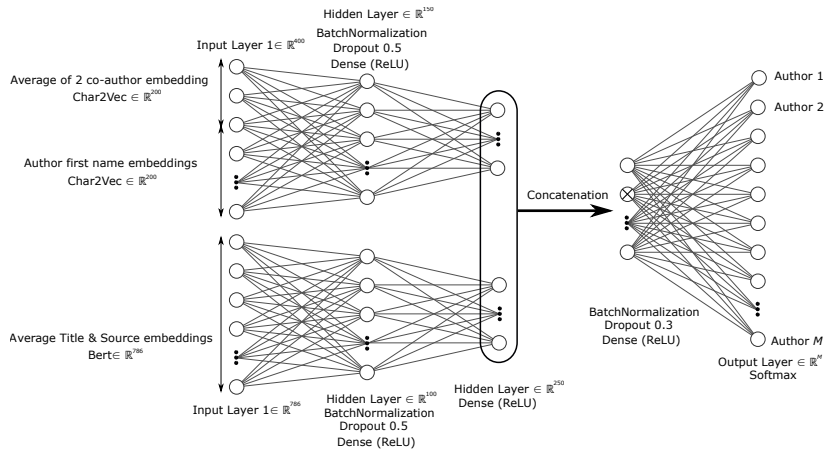 Hidden Layer ∈ ℝ¹⁵⁰
BatchNormalization
Dropout 0.5
Dense (ReLU)
Input Layer 1∈ ℝ⁴⁰⁰
Average of 2 co-author embedding
Char2Vec ∈ ℝ²⁰⁰
Author first name embeddings
Char2Vec ∈ ℝ²⁰⁰
Average Title & Source embeddings
Bert∈ ℝ⁷⁸⁶
Input Layer 1∈ ℝ⁷⁸⁶
Hidden Layer ∈ ℝ¹⁰⁰
BatchNormalization
Dropout 0.5
Dense (ReLU)
Hidden Layer ∈ ℝ²⁵⁰
Dense (ReLU)
Concatenation
BatchNormalization
Dropout 0.3
Dense (ReLU)
Author 1
Author 2
Author M
Output Layer ∈ ℝᴹ
Softmax